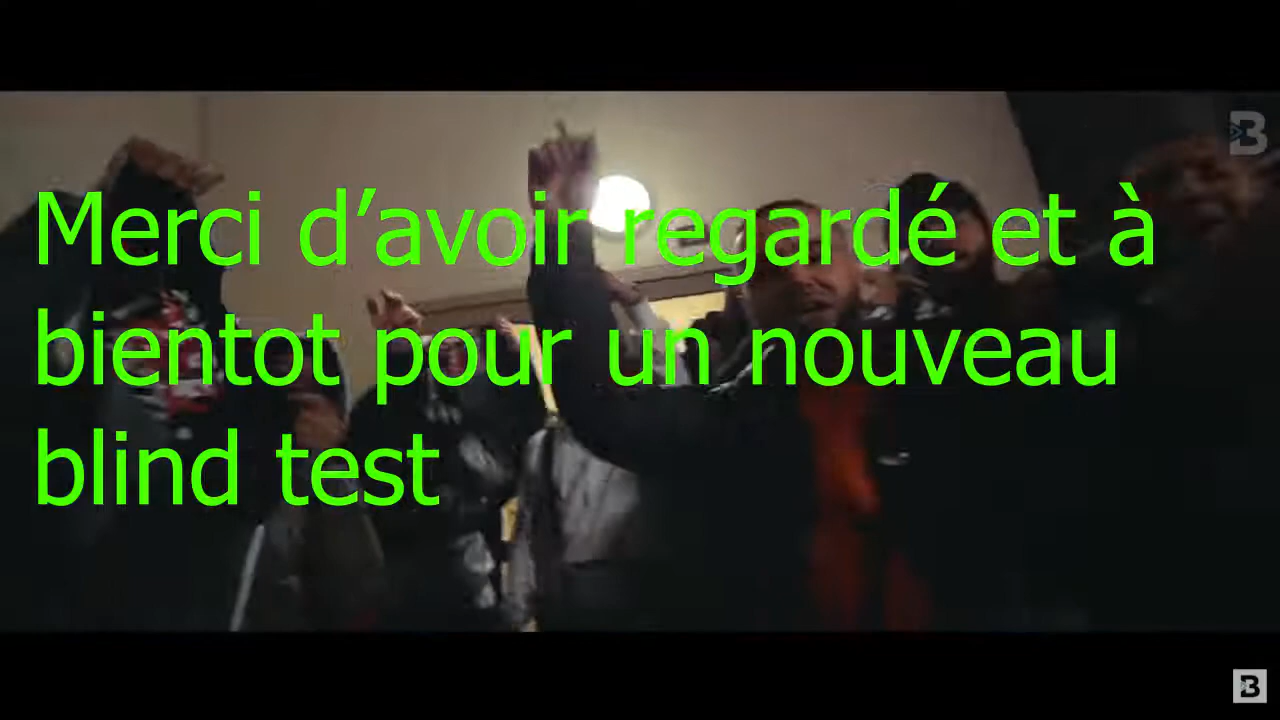 Merci d’avoir regardé et à
bientot pour un nouveau
blind test
B
B